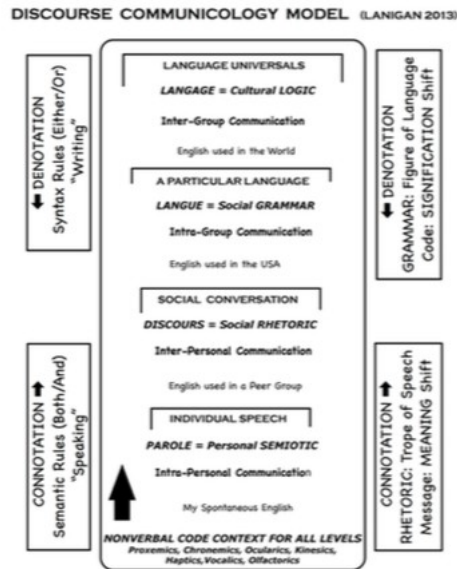 DISCOURSE COMMUNICOLOGY MODEL (LANIGAN 2013)
⬅ DENOTATION
Syntax Rules (Either/Or)
"Writing"
LANGUAGE UNIVERSALS
LANGAGE = Cultural LOGIC
Inter-Group Communication
English used in the World
A PARTICULAR LANGUAGE
LANGUE = Social GRAMMAR
Intra-Group Communication
English used in the USA
⬅ DENOTATION
GRAMMAR: Figure of Language
Code: SIGNIFICATION Shift
CONNOTATION ➡
Semantic Rules (Both/And)
"Speaking"
SOCIAL CONVERSATION
DISCOURS = Social RHETORIC
Inter-Personal Communication
English used in a Peer Group
INDIVIDUAL SPEECH
PAROLE = Personal SEMIOTIC
Intra-Personal Communication
My Spontaneous English
NONVERBAL CODE CONTEXT FOR ALL LEVELS
Proxemics, Chronemics, Ocularics, Kinesics,
Haptics,Vocalics, Olfactorics
CONNOTATION ➡
RHETORIC: Trope of Speech
Message: MEANING Shift